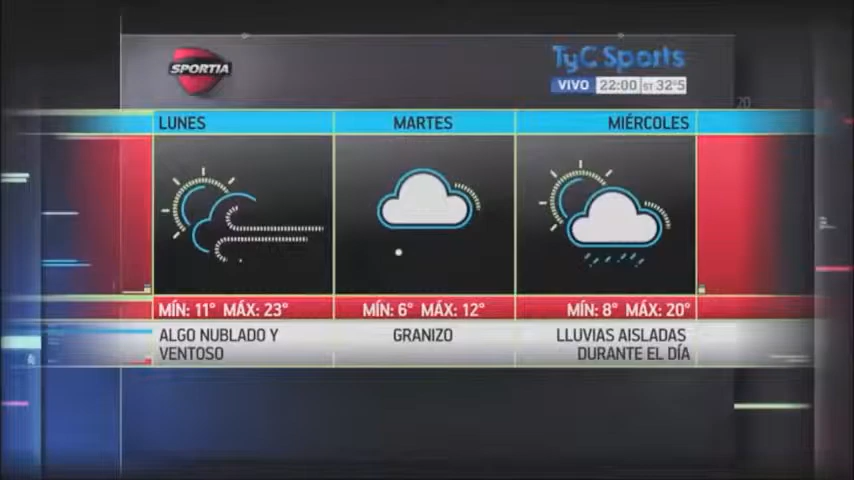 SPORTIA
TyC Sports
VIVO 22:00 ST 32°5
20
LUNES MARTES MIÉRCOLES
MÍN: 11° MÁX: 23° MÍN: 6° MÁX: 12° MÍN: 8° MÁX: 20°
ALGO NUBLADO Y VENTOSO
GRANIZO
LLUVIAS AISLADAS
DURANTE EL DÍA